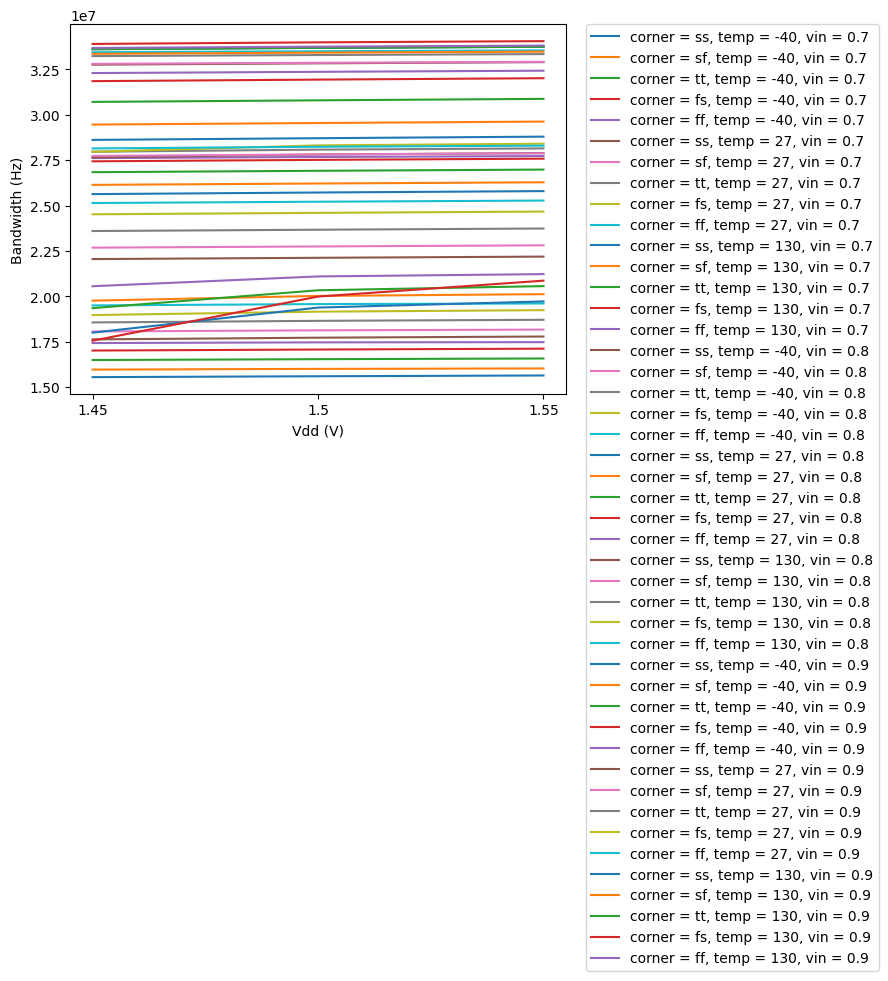 1e7
3.25
3.00
2.75
2.50
2.25
2.00
1.75
1.50
Bandwidth (Hz)
1.45
1.5
1.55
Vdd (V)
corner = ss, temp = -40, vin = 0.7
corner = sf, temp = -40, vin = 0.7
corner = tt, temp = -40, vin = 0.7
corner = fs, temp = -40, vin = 0.7
corner = ff, temp = -40, vin = 0.7
corner = ss, temp = 27, vin = 0.7
corner = sf, temp = 27, vin = 0.7
corner = tt, temp = 27, vin = 0.7
corner = fs, temp = 27, vin = 0.7
corner = ff, temp = 27, vin = 0.7
corner = ss, temp = 130, vin = 0.7
corner = sf, temp = 130, vin = 0.7
corner = tt, temp = 130, vin = 0.7
corner = fs, temp = 130, vin = 0.7
corner = ff, temp = 130, vin = 0.7
corner = ss, temp = -40, vin = 0.8
corner = sf, temp = -40, vin = 0.8
corner = tt, temp = -40, vin = 0.8
corner = fs, temp = -40, vin = 0.8
corner = ff, temp = -40, vin = 0.8
corner = ss, temp = 27, vin = 0.8
corner = sf, temp = 27, vin = 0.8
corner = tt, temp = 27, vin = 0.8
corner = fs, temp = 27, vin = 0.8
corner = ff, temp = 27, vin = 0.8
corner = ss, temp = 130, vin = 0.8
corner = sf, temp = 130, vin = 0.8
corner = tt, temp = 130, vin = 0.8
corner = fs, temp = 130, vin = 0.8
corner = ff, temp = 130, vin = 0.8
corner = ss, temp = -40, vin = 0.9
corner = sf, temp = -40, vin = 0.9
corner = tt, temp = -40, vin = 0.9
corner = fs, temp = -40, vin = 0.9
corner = ff, temp = -40, vin = 0.9
corner = ss, temp = 27, vin = 0.9
corner = sf, temp = 27, vin = 0.9
corner = tt, temp = 27, vin = 0.9
corner = fs, temp = 27, vin = 0.9
corner = ff, temp = 27, vin = 0.9
corner = ss, temp = 130, vin = 0.9
corner = sf, temp = 130, vin = 0.9
corner = tt, temp = 130, vin = 0.9
corner = fs, temp = 130, vin = 0.9
corner = ff, temp = 130, vin = 0.9